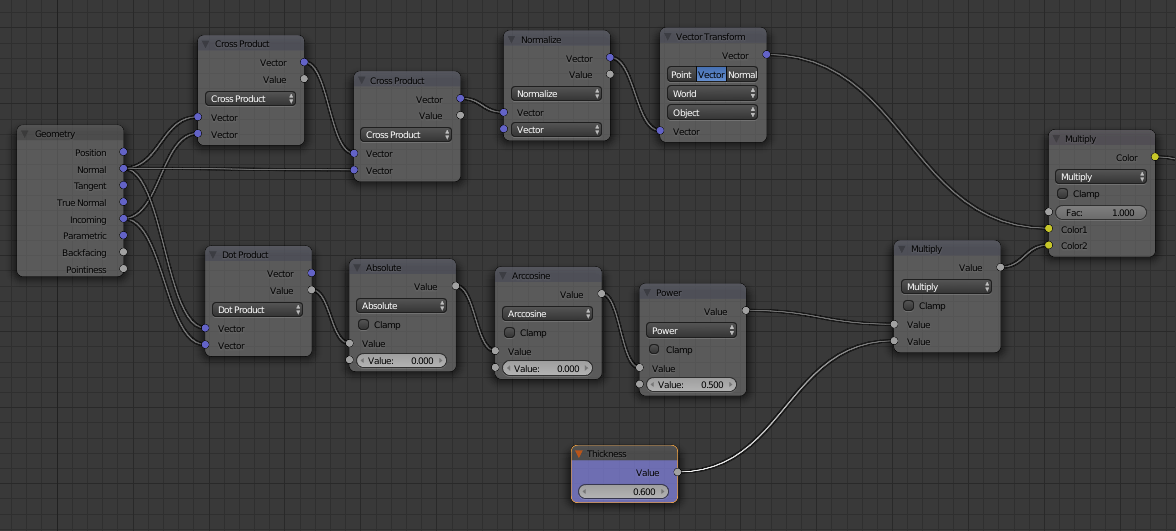 Geometry
Position
Normal
Tangent
True Normal
Incoming
Parametric
Backfacing
Pointiness
Cross Product
Vector
Value
Cross Product
Vector
Vector
Cross Product
Vector
Value
Cross Product
Vector
Vector
Normalize
Vector
Value
Normalize
Vector
Vector
Vector Transform
Vector
Point Vector Normal
World
Object
Vector
Dot Product
Vector
Value
Dot Product
Vector
Vector
Absolute
Value
Absolute
Clamp
Value
Value: 0.000
Arccosine
Value
Arccosine
Clamp
Value
Value: 0.000
Power
Value
Power
Clamp
Value
Value: 0.500
Thickness
Value
0.600
Multiply
Value
Multiply
Clamp
Value
Value
Multiply
Color
Multiply
Clamp
Fac: 1.000
Color1
Color2